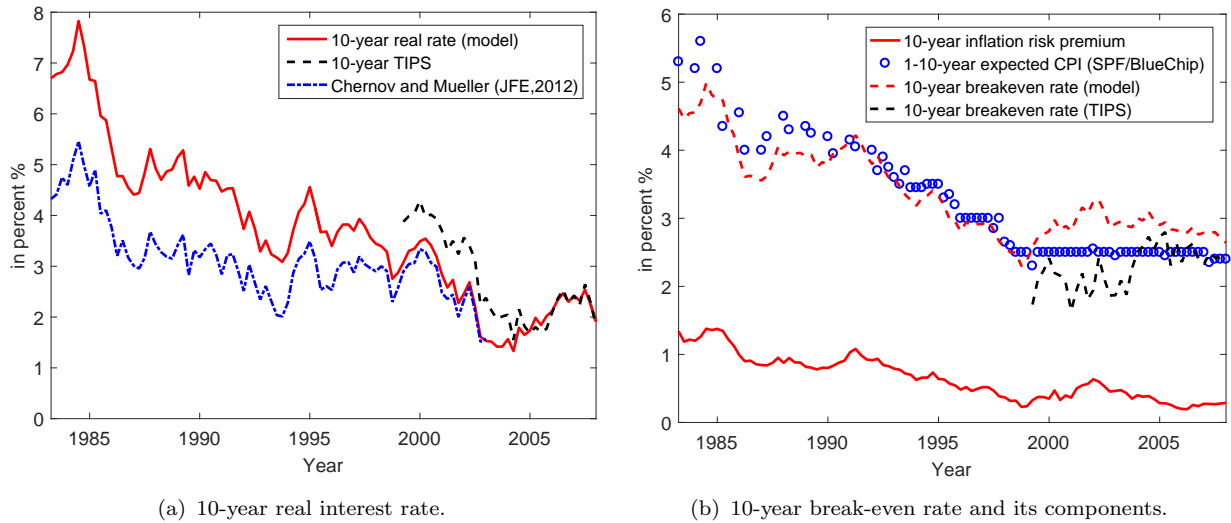 8
7
6
5
4
3
2
1
0
in percent %
1985
1990
1995
2000
2005
Year
10-year real rate (model)
10-year TIPS
Chernov and Mueller (JFE,2012)
(a) 10-year real interest rate.
6
5
4
3
2
1
0
in percent %
1985
1990
1995
2000
2005
Year
10-year inflation risk premium
1-10-year expected CPI (SPF/BlueChip)
10-year breakeven rate (model)
10-year breakeven rate (TIPS)
(b) 10-year break-even rate and its components.